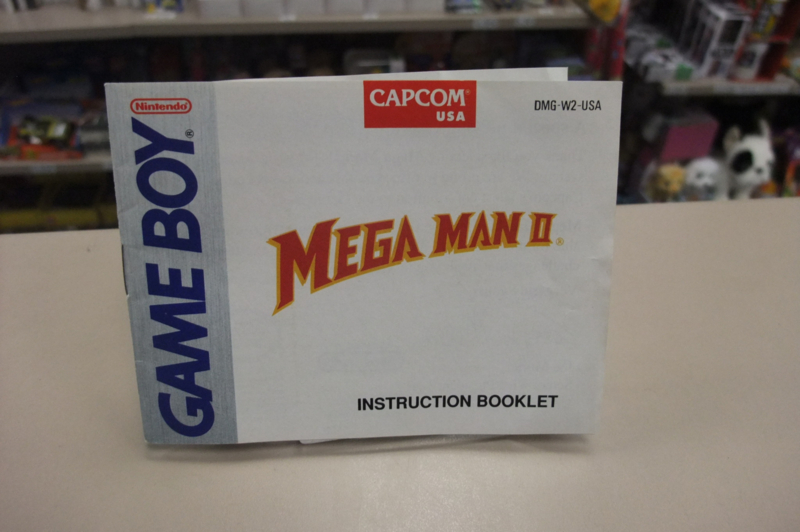 Nintendo®
GAME BOY®
CAPCOM®
USA
DMG-W2-USA
MEGA MAN II®
INSTRUCTION BOOKLET